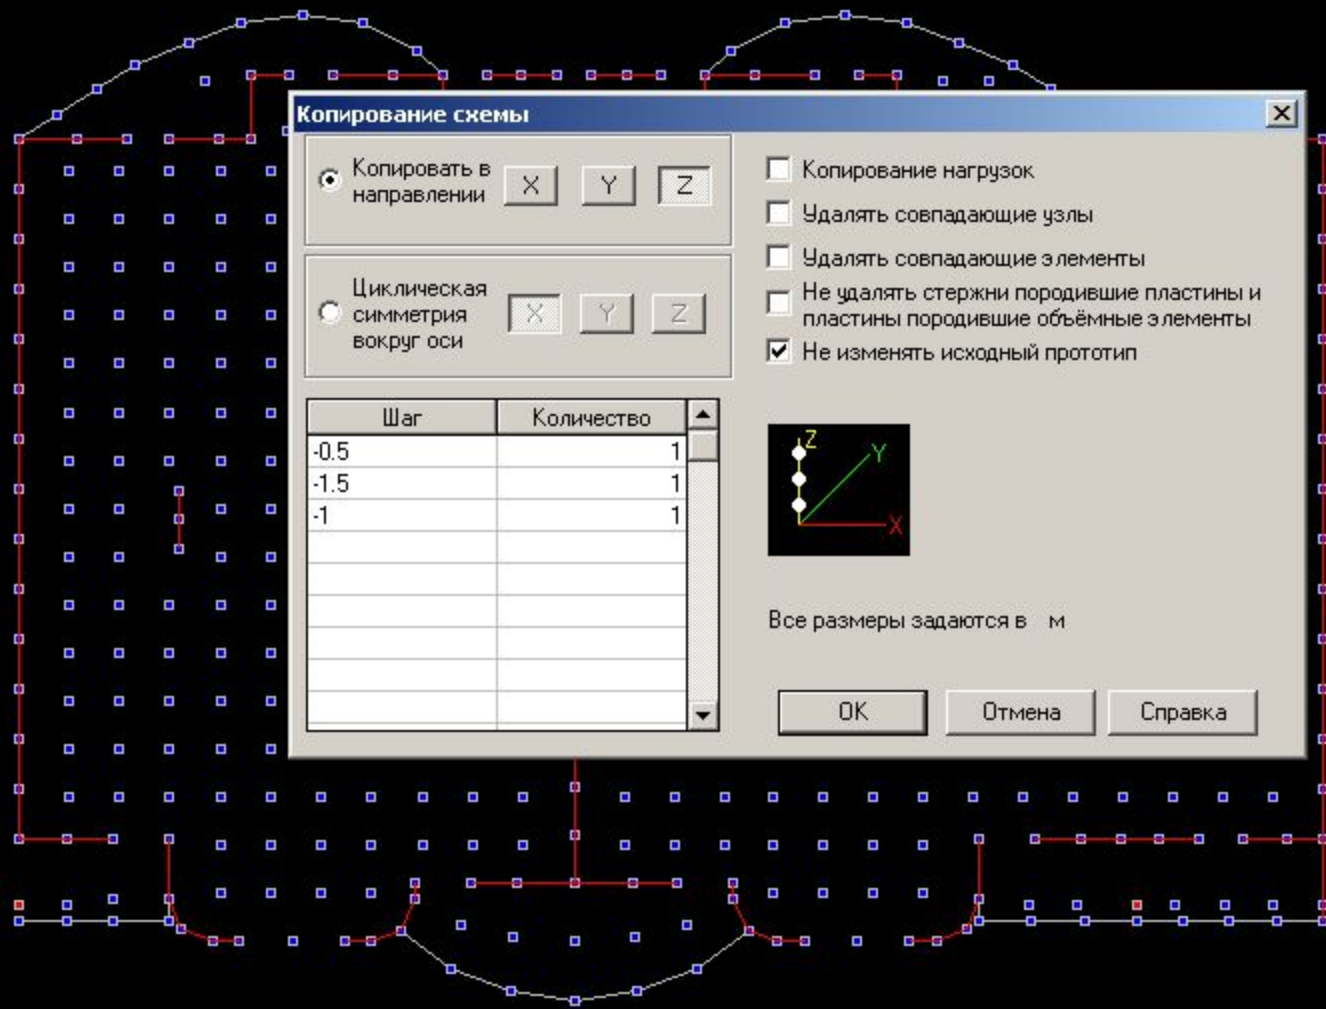 Копирование схемы
Копировать в
направлении
X Y Z
Циклическая
симметрия
вокруг оси
X Y Z
Шаг Количество
-0.5 1
-1.5 1
-1 1
Копирование нагрузок
Удалять совпадающие узлы
Удалять совпадающие элементы
Не удалять стержни породившие пластины и
пластины породившие объёмные элементы
Не изменять исходный прототип
Z
Y
X
Все размеры задаются в м
OK Отмена Справка